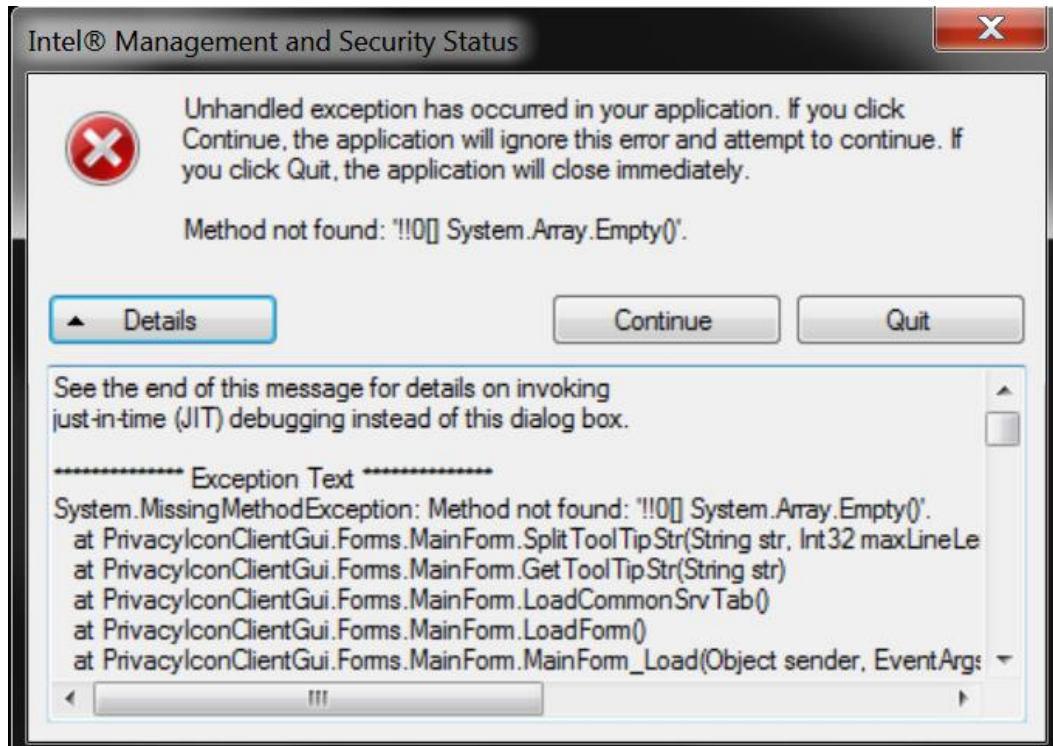 Intel® Management and Security Status
Unhandled exception has occurred in your application. If you click
Continue, the application will ignore this error and attempt to continue. If
you click Quit, the application will close immediately.
Method not found: '!!0[] System.Array.Empty()'.
Details
Continue
Quit
See the end of this message for details on invoking
just-in-time (JIT) debugging instead of this dialog box.
************** Exception Text **************
System.MissingMethodException: Method not found: '!!0[] System.Array.Empty()'.
at PrivacyIconClientGui.Forms.MainForm.SplitToolTipStr(String str, Int32 maxLineLe
at PrivacyIconClientGui.Forms.MainForm.GetToolTipStr(String str)
at PrivacyIconClientGui.Forms.MainForm.LoadCommonSrvTab()
at PrivacyIconClientGui.Forms.MainForm.LoadForm()
at PrivacyIconClientGui.Forms.MainForm.MainForm_Load(Object sender, EventArgs